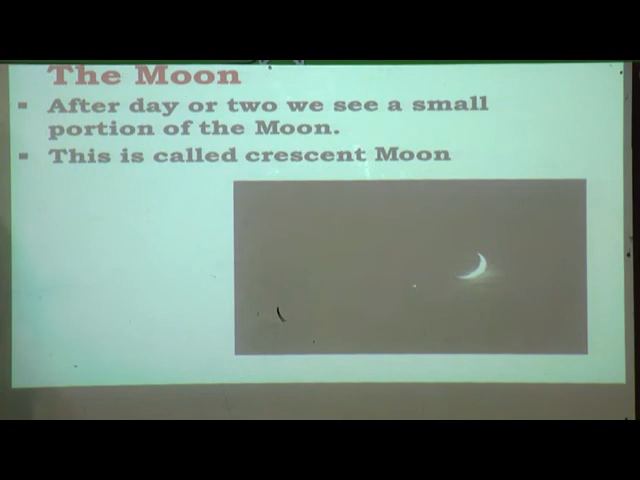 The Moon
▪ After day or two we see a small
portion of the Moon.
▪ This is called crescent Moon